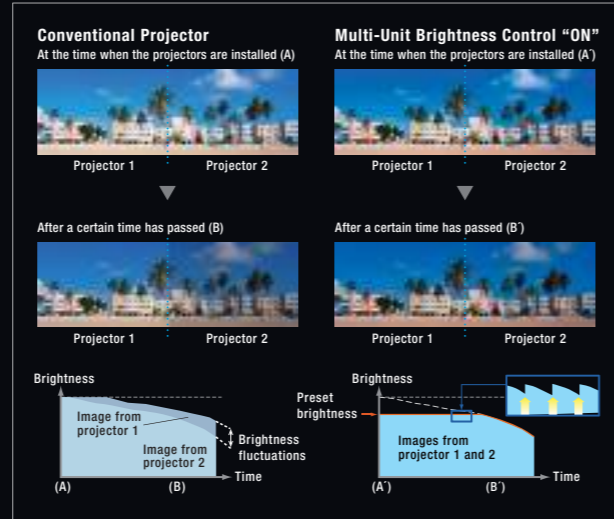 Conventional Projector
At the time when the projectors are installed (A)
Projector 1
Projector 2
After a certain time has passed (B)
Projector 1
Projector 2
Brightness
Image from
projector 1
Image from
projector 2
Brightness
fluctuations
Time
(A)
(B)
Multi-Unit Brightness Control “ON”
At the time when the projectors are installed (A´)
Projector 1
Projector 2
After a certain time has passed (B´)
Projector 1
Projector 2
Brightness
Preset
brightness
Images from
projector 1 and 2
Time
(A´)
(B´)